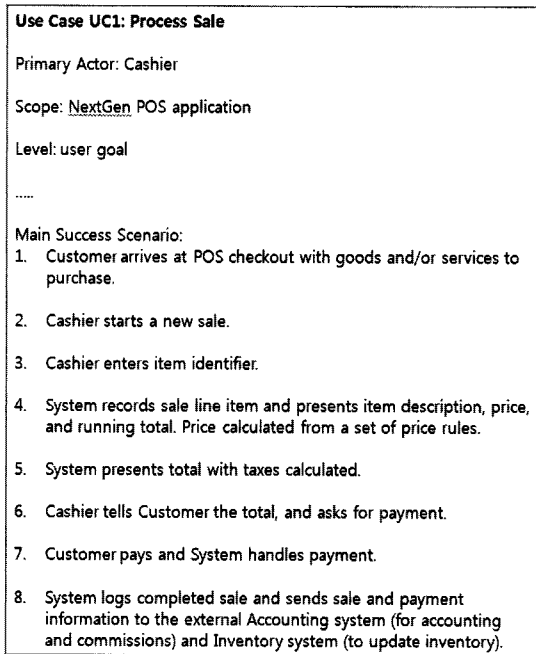 Use Case UC1: Process Sale
Primary Actor: Cashier
Scope: NextGen POS application
Level: user goal
.....
Main Success Scenario:
1. Customer arrives at POS checkout with goods and/or services to
purchase.
2. Cashier starts a new sale.
3. Cashier enters item identifier.
4. System records sale line item and presents item description, price,
and running total. Price calculated from a set of price rules.
5. System presents total with taxes calculated.
6. Cashier tells Customer the total, and asks for payment.
7. Customer pays and System handles payment.
8. System logs completed sale and sends sale and payment
information to the external Accounting system (for accounting
and commissions) and Inventory system (to update inventory).